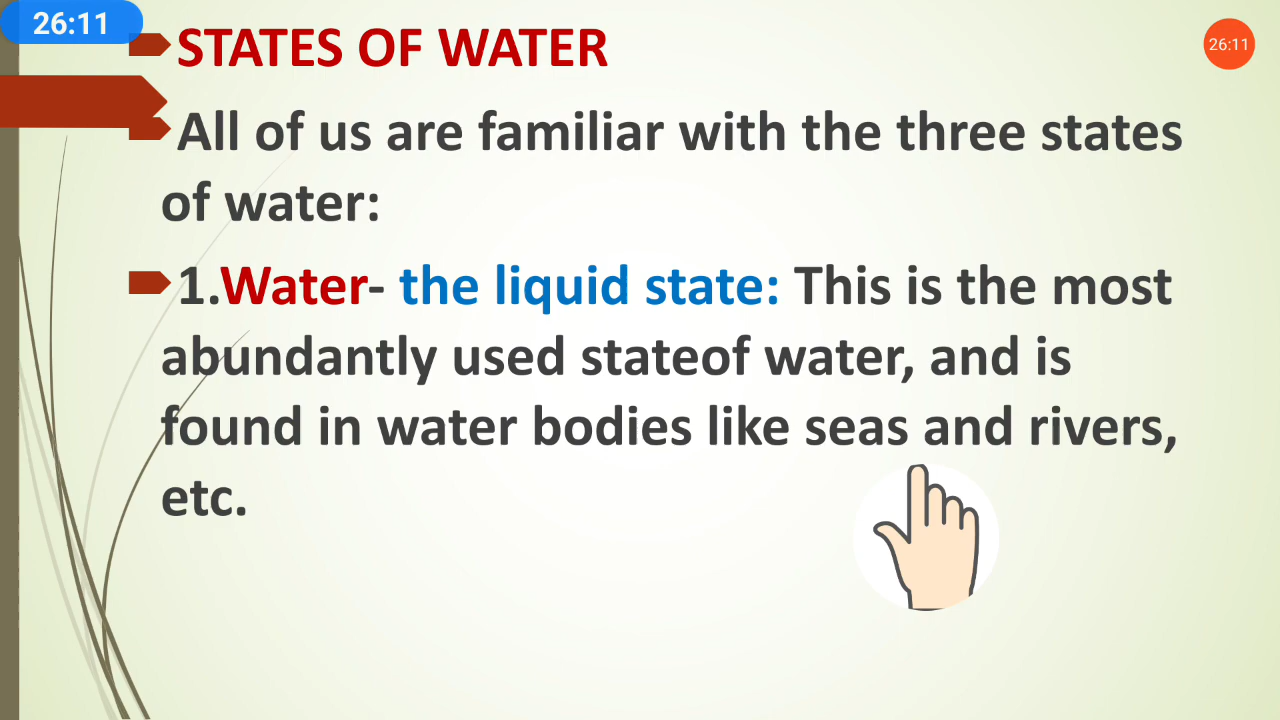 26:11
STATES OF WATER
26:11
All of us are familiar with the three states
of water:
1.Water- the liquid state: This is the most
abundantly used stateof water, and is
found in water bodies like seas and rivers,
etc.